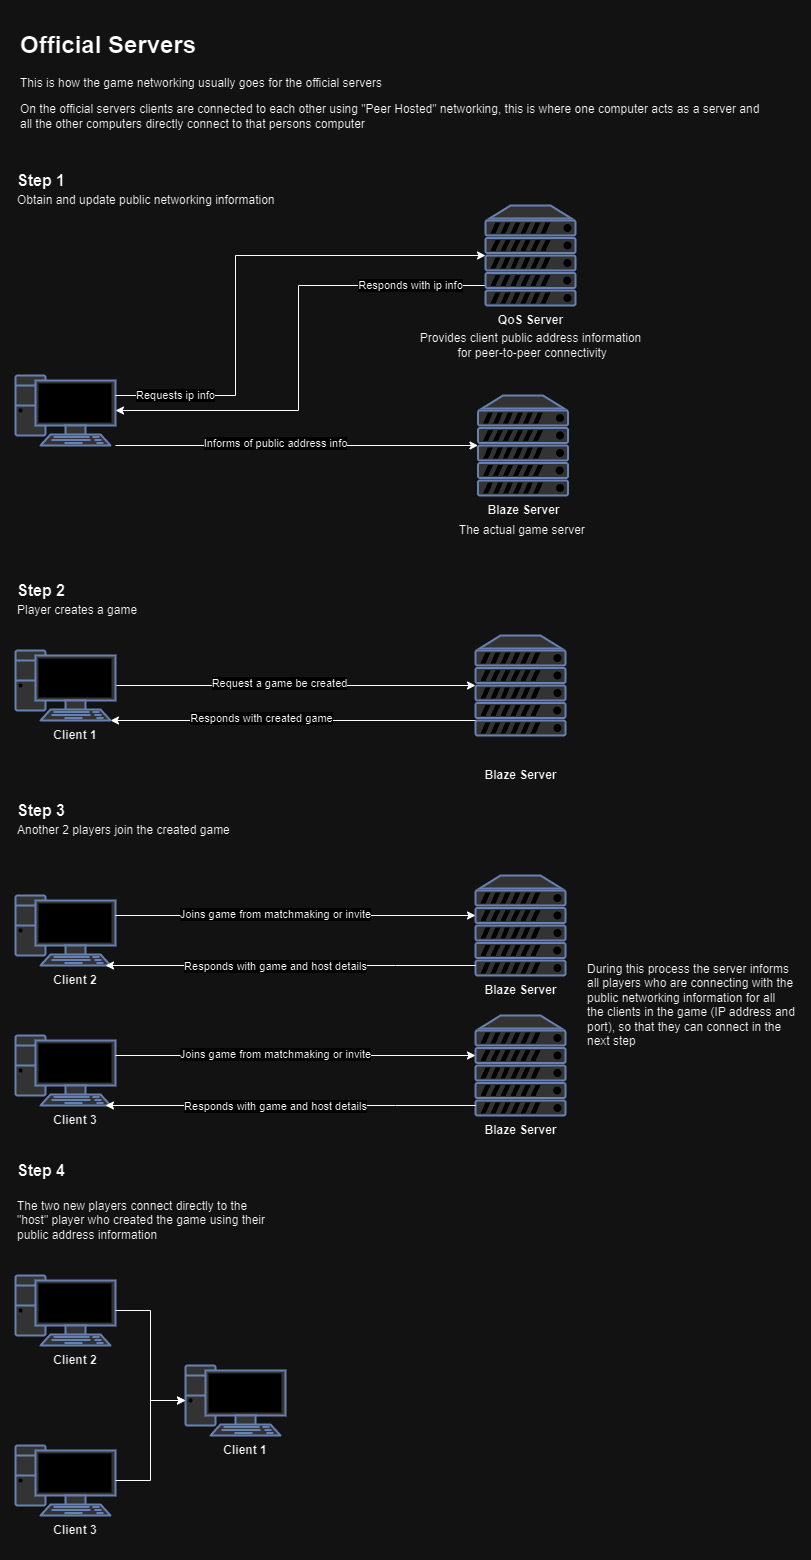 Official Servers
This is how the game networking usually goes for the official servers
On the official servers clients are connected to each other using "Peer Hosted" networking, this is where one computer acts as a server and
all the other computers directly connect to that persons computer
Step 1
Obtain and update public networking information
Responds with ip info
QoS Server
Provides client public address information
for peer-to-peer connectivity
Requests ip info
Informs of public address info
Blaze Server
The actual game server
Step 2
Player creates a game
Request a game be created
Responds with created game
Client 1
Blaze Server
Step 3
Another 2 players join the created game
Joins game from matchmaking or invite
Responds with game and host details
Client 2
Blaze Server
During this process the server informs
all players who are connecting with the
public networking information for all
the clients in the game (IP address and
port), so that they can connect in the
next step
Joins game from matchmaking or invite
Responds with game and host details
Client 3
Blaze Server
Step 4
The two new players connect directly to the
"host" player who created the game using their
public address information
Client 2
Client 1
Client 3